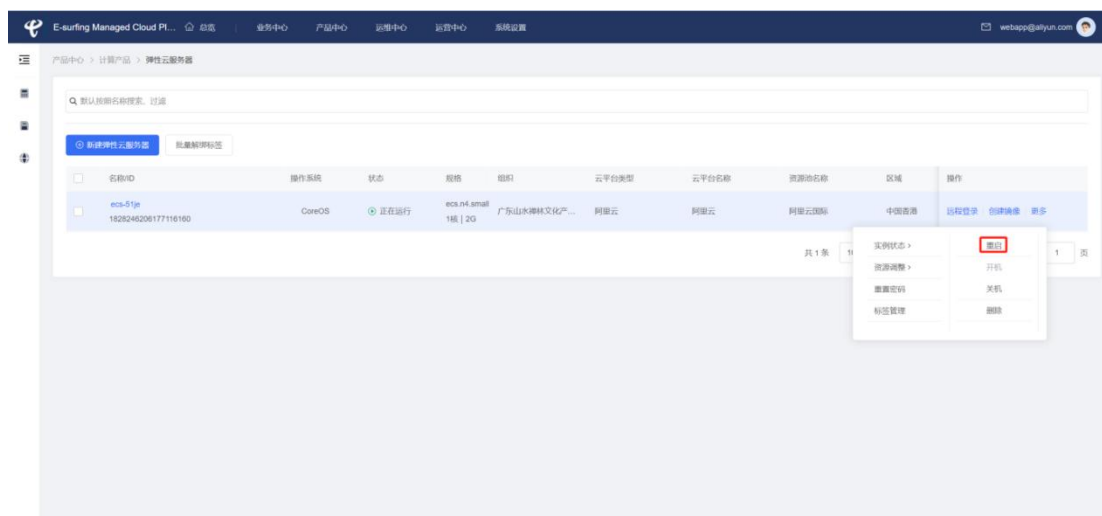 E-surfing Managed Cloud Pl... 总览 业务中心 产品中心 运维中心 运营中心 系统设置 webapp@aliyun.com
产品中心 > 计算产品 > 弹性云服务器
默认按照名称搜索、过滤
新建弹性云服务器 批量解绑标签
名称/ID 操作系统 状态 规格 组织 云平台类型 云平台名称 资源池名称 区域 操作
ecs-51je
1828246206177116160
CoreOS 正在运行
ecs.n4.small
1核 | 2G
广东山水禅林文化产... 阿里云 阿里云 阿里云国际 中国香港 远程登录 创建镜像 更多
共 1 条 1 页
实例状态 > 重启
资源调整 > 开机
重置密码 关机
标签管理 删除